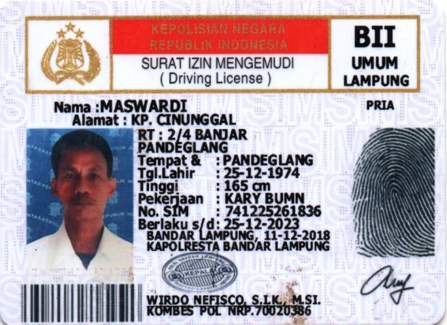 KEPOLISIAN NEGARA
REPUBLIK INDONESIA
SURAT IZIN MENGEMUDI
( Driving License )
BII
UMUM
LAMPUNG
Nama : MASWARDI
PRIA
Alamat : KP. CINUNGGAL
RT : 2/4 BANJAR
PANDEGLANG
Tempat & : PANDEGLANG
Tgl.Lahir : 25-12-1974
Tinggi : 165 cm
Pekerjaan : KARY BUMN
No. SIM : 741225261836
Berlaku s/d : 25-12-2023
BANDAR LAMPUNG, 11-12-2018
KAPOLRESTA BANDAR LAMPUNG
WIRDO NEFISCO, S.I.K., M.SI.
KOMBES POL NRP.70020386